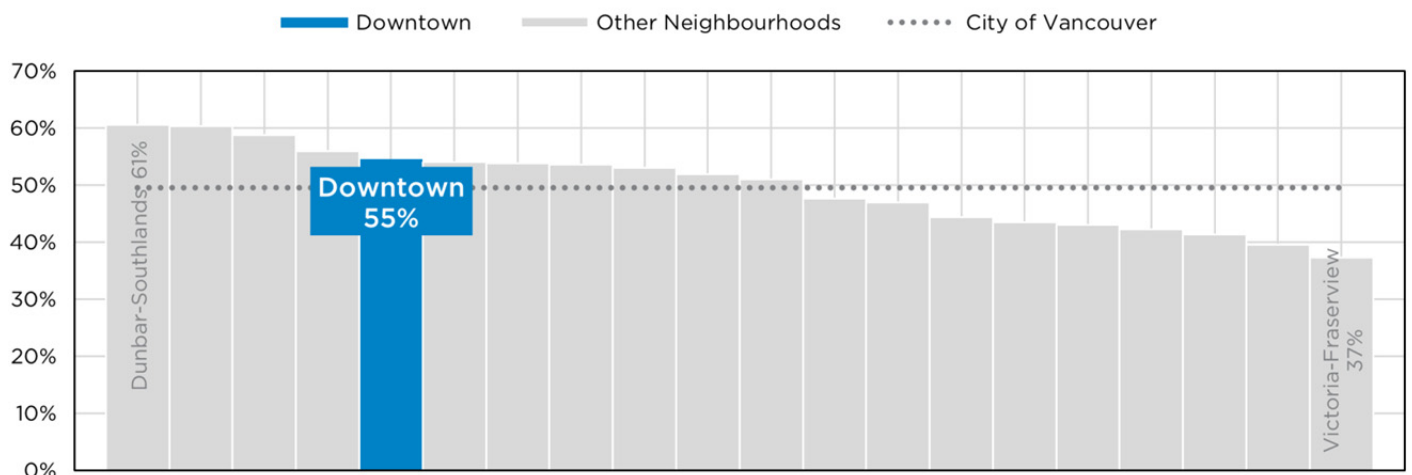 Downtown
Other Neighbourhoods
City of Vancouver
70%
60%
50%
40%
30%
20%
10%
0%
Dunbar-Southlands 61%
Downtown
55%
Victoria-Fraserview
37%